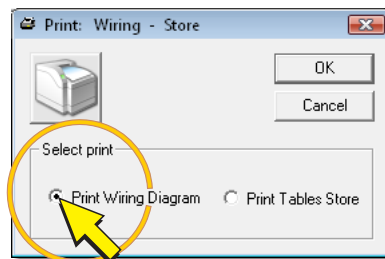 Print: Wiring - Store
OK
Cancel
Select print
Print Wiring Diagram
Print Tables Store